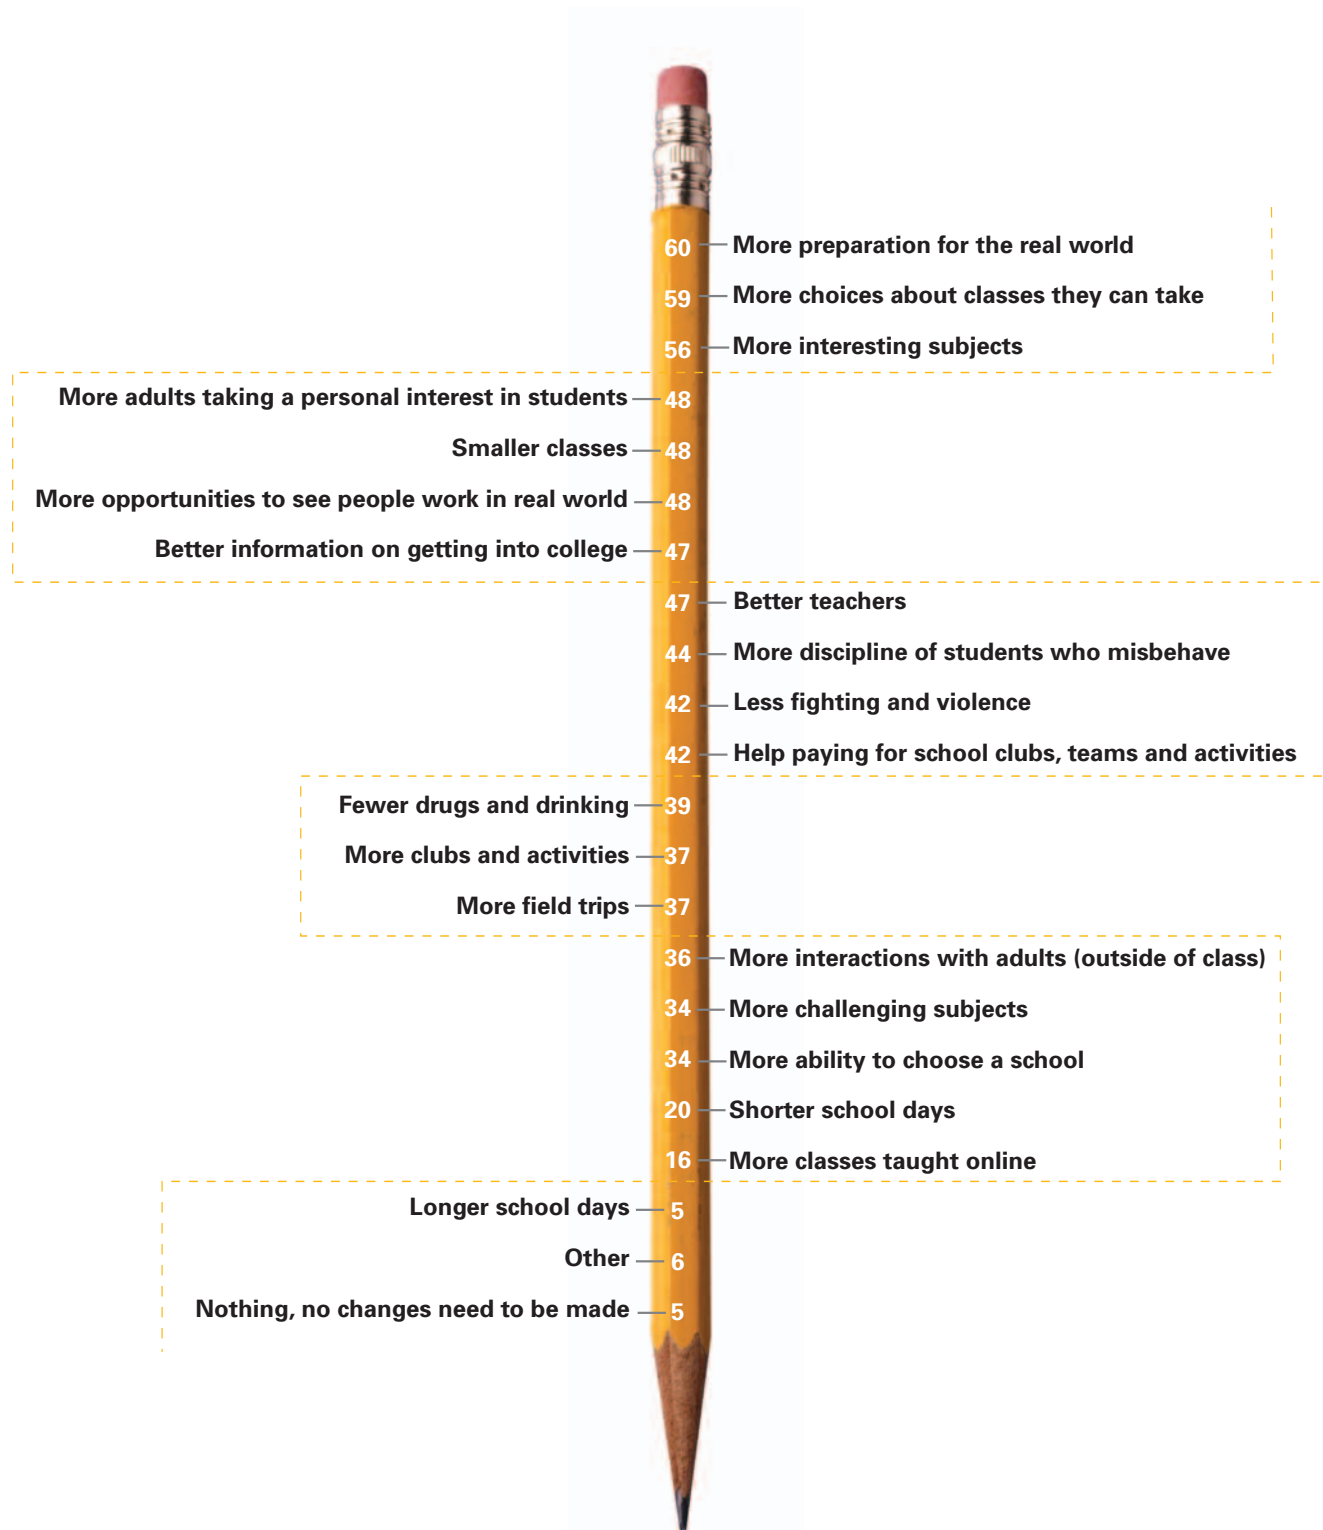 60 More preparation for the real world
59 More choices about classes they can take
56 More interesting subjects
More adults taking a personal interest in students 48
Smaller classes 48
More opportunities to see people work in real world 48
Better information on getting into college 47
47 Better teachers
44 More discipline of students who misbehave
42 Less fighting and violence
42 Help paying for school clubs, teams and activities
Fewer drugs and drinking 39
More clubs and activities 37
More field trips 37
36 More interactions with adults (outside of class)
34 More challenging subjects
34 More ability to choose a school
20 Shorter school days
16 More classes taught online
Longer school days 5
Other 6
Nothing, no changes need to be made 5